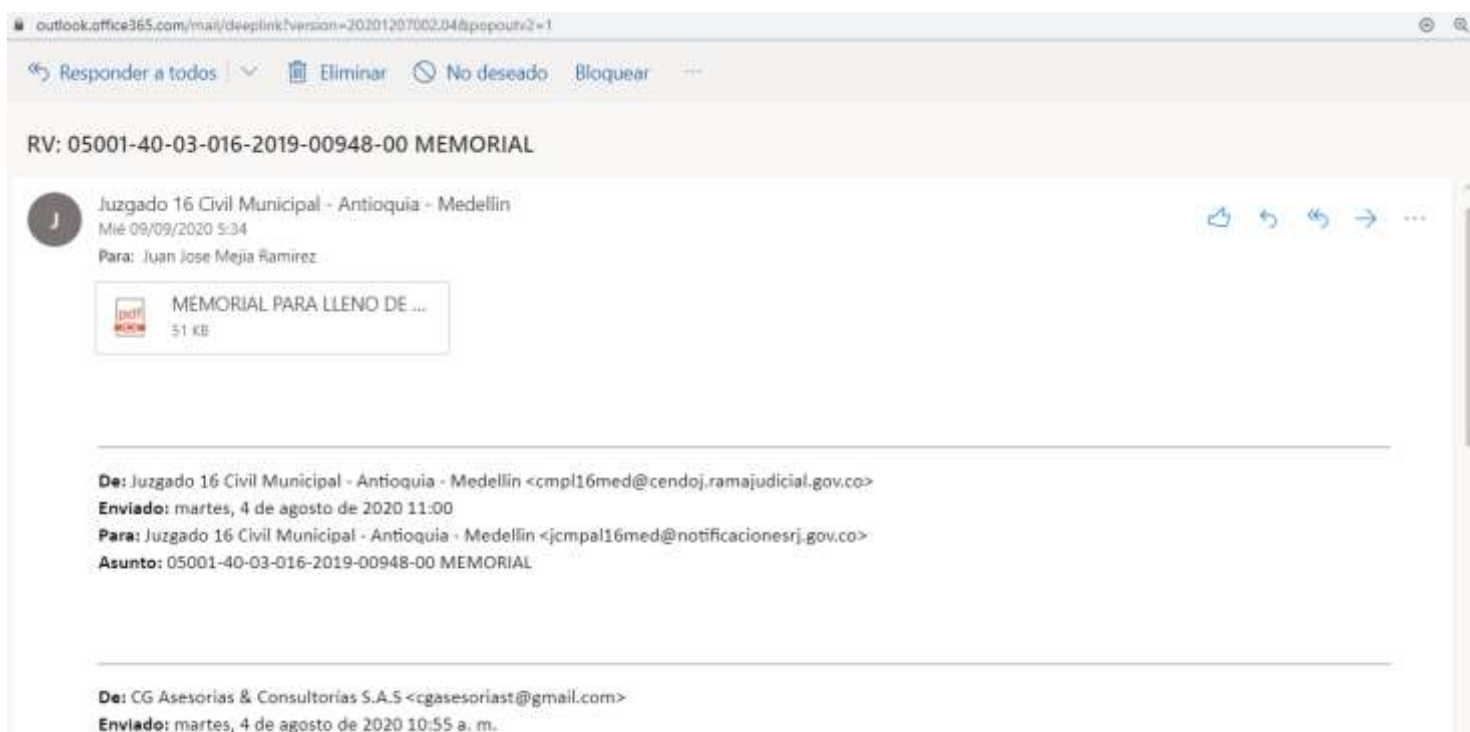 outlook.office365.com/mail/deeplink?version=20201207002.04&popoutv2=1
Responder a todos Eliminar No deseado Bloquear ...
RV: 05001-40-03-016-2019-00948-00 MEMORIAL
J
Juzgado 16 Civil Municipal - Antioquia - Medellin
Mié 09/09/2020 5:34
Para: Juan Jose Mejia Ramirez
MEMORIAL PARA LLENO DE ...
pdf
51 KB
De: Juzgado 16 Civil Municipal - Antioquia - Medellin <cmpl16med@cendoj.ramajudicial.gov.co>
Enviado: martes, 4 de agosto de 2020 11:00
Para: Juzgado 16 Civil Municipal - Antioquia - Medellin <jcmpal16med@notificacionesrj.gov.co>
Asunto: 05001-40-03-016-2019-00948-00 MEMORIAL
De: CG Asesorias & Consultorías S.A.S <cgasesoriast@gmail.com>
Enviado: martes, 4 de agosto de 2020 10:55 a. m.